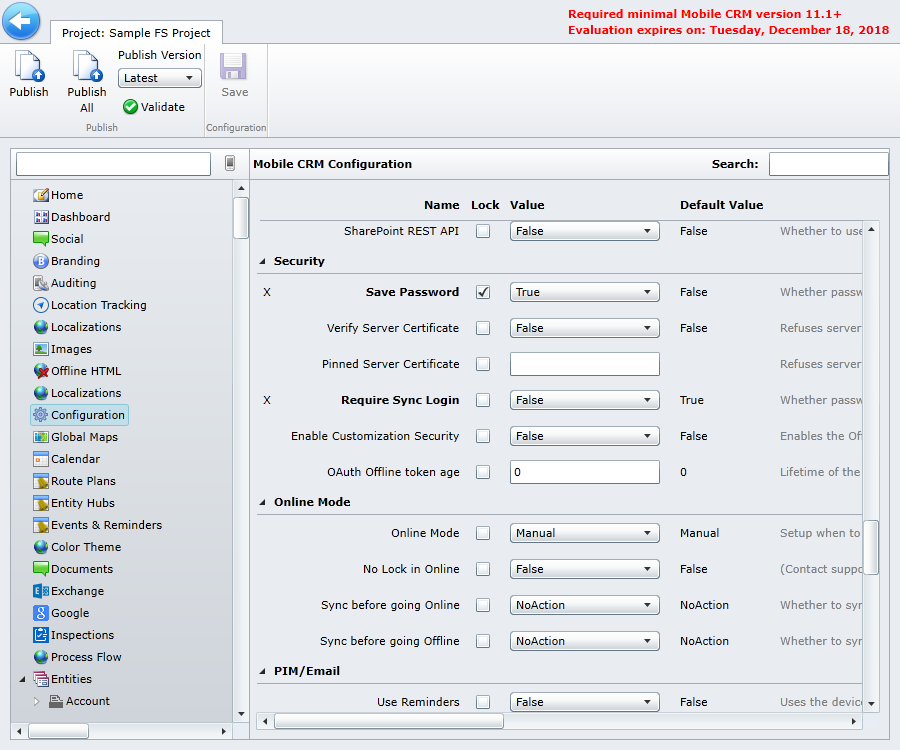 Required minimal Mobile CRM version 11.1+
Evaluation expires on: Tuesday, December 18, 2018
Project: Sample FS Project
Publish
Publish All
Publish Version
Latest
Validate
Save
Publish
Configuration
Home
Dashboard
Social
Branding
Auditing
Location Tracking
Localizations
Images
Offline HTML
Localizations
Configuration
Global Maps
Calendar
Route Plans
Entity Hubs
Events & Reminders
Color Theme
Documents
Exchange
Google
Inspections
Process Flow
Entities
Account
Mobile CRM Configuration Search:
Name Lock Value Default Value
SharePoint REST API False False Whether to use
Security
X Save Password True False Whether passw
Verify Server Certificate False False Refuses server
Pinned Server Certificate Refuses server
X Require Sync Login False True Whether passw
Enable Customization Security False False Enables the Of
OAuth Offline token age 0 0 Lifetime of the
Online Mode
Online Mode Manual Manual Setup when to
No Lock in Online False False (Contact suppo
Sync before going Online NoAction NoAction Whether to syn
Sync before going Offline NoAction NoAction Whether to syn
PIM/Email
Use Reminders False False Uses the device